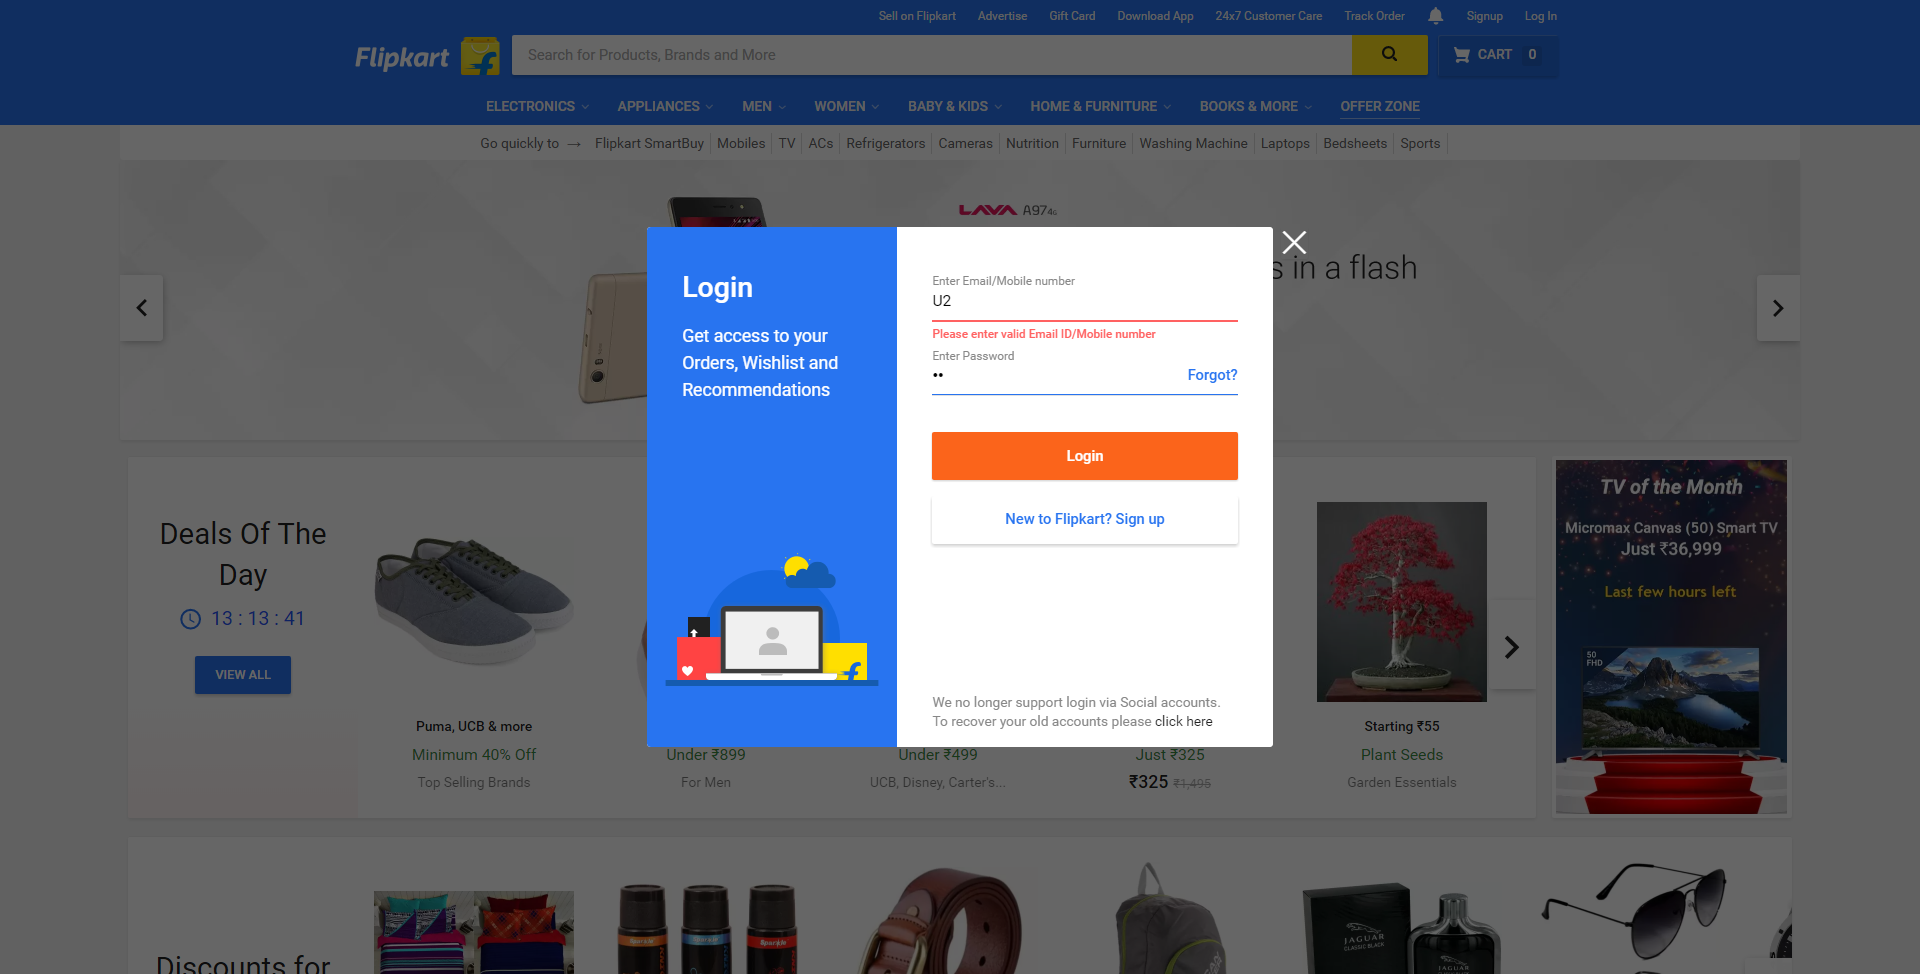 Sell on Flipkart Advertise Gift Card Download App 24x7 Customer Care Track Order Signup Log In
Flipkart Search for Products, Brands and More CART 0
ELECTRONICS APPLIANCES MEN WOMEN BABY & KIDS HOME & FURNITURE BOOKS & MORE OFFER ZONE
Go quickly to → Flipkart SmartBuy Mobiles TV ACs Refrigerators Cameras Nutrition Furniture Washing Machine Laptops Bedsheets Sports
LAVA A97 4G
s in a flash
Login
Get access to your
Orders, Wishlist and
Recommendations
Enter Email/Mobile number
U2
Please enter valid Email ID/Mobile number
Enter Password
••
Forgot?
Login
New to Flipkart? Sign up
We no longer support login via Social accounts.
To recover your old accounts please click here
Deals Of The
Day
13 : 13 : 41
VIEW ALL
Puma, UCB & more
Minimum 40% Off
Top Selling Brands
Under ₹899
For Men
Under ₹499
UCB, Disney, Carter's...
Just ₹325
₹325 ₹1,495
Starting ₹55
Plant Seeds
Garden Essentials
TV of the Month
Micromax Canvas (50) Smart TV
Just ₹36,999
Last few hours left
50
FHD
Discounts for
Sparkle
JAGUAR
CLASSIC BLACK
JAGUAR